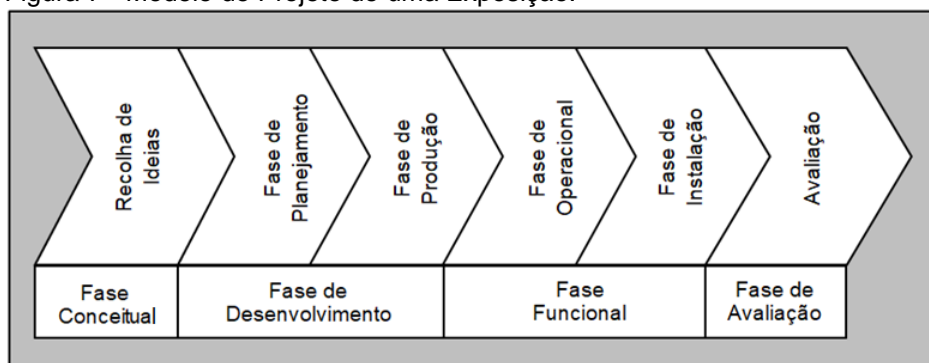 Figura - Modelo de Projeto de uma Exposição.
Recolha de
Ideias
Fase de
Planejamento
Fase de
Produção
Fase de
Operacional
Fase de
Instalação
Avaliação
Fase
Conceitual
Fase de
Desenvolvimento
Fase
Funcional
Fase de
Avaliação